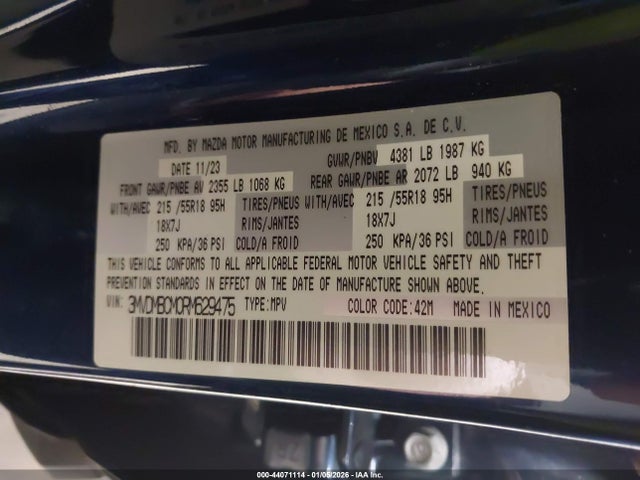 MFD. BY MAZDA MOTOR MANUFACTURING DE MEXICO S.A. DE C.V.
DATE 11/23 GVWR/PNBV 4381 LB 1987 KG
FRONT GAWR/PNBE AV 2355 LB 1068 KG REAR GAWR/PNBE AR 2072 LB 940 KG
WITH/AVEC 215 /55R18 95H TIRES/PNEUS WITH/AVEC 215 /55R18 95H TIRES/PNEUS
18X7J RIMS/JANTES 18X7J RIMS/JANTES
250 KPA/36 PSI COLD/A FROID 250 KPA/36 PSI COLD/A FROID
THIS VEHICLE CONFORMS TO ALL APPLICABLE FEDERAL MOTOR VEHICLE SAFETY AND THEFT
PREVENTION STANDARDS IN EFFECT ON THE DATE OF MANUFACTURE SHOWN ABOVE.
VIN: 3MVDMBCM0RM629475 TYPE:MPV COLOR CODE:42M MADE IN MEXICO
000-44071114 - 01/05/2026 - IAA Inc.